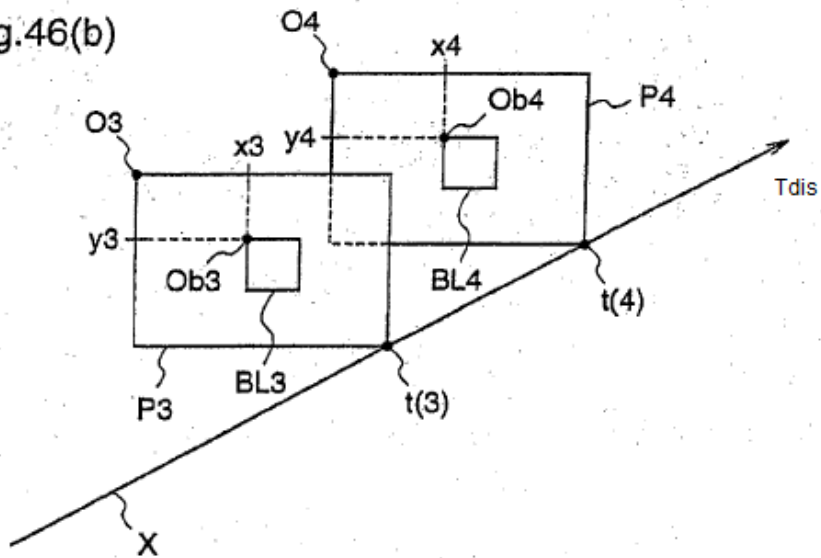 g.46(b)
O4
x4
Ob4
P4
O3
x3
y4
Tdis
y3
Ob3
BL4
t(4)
BL3
P3
t(3)
X